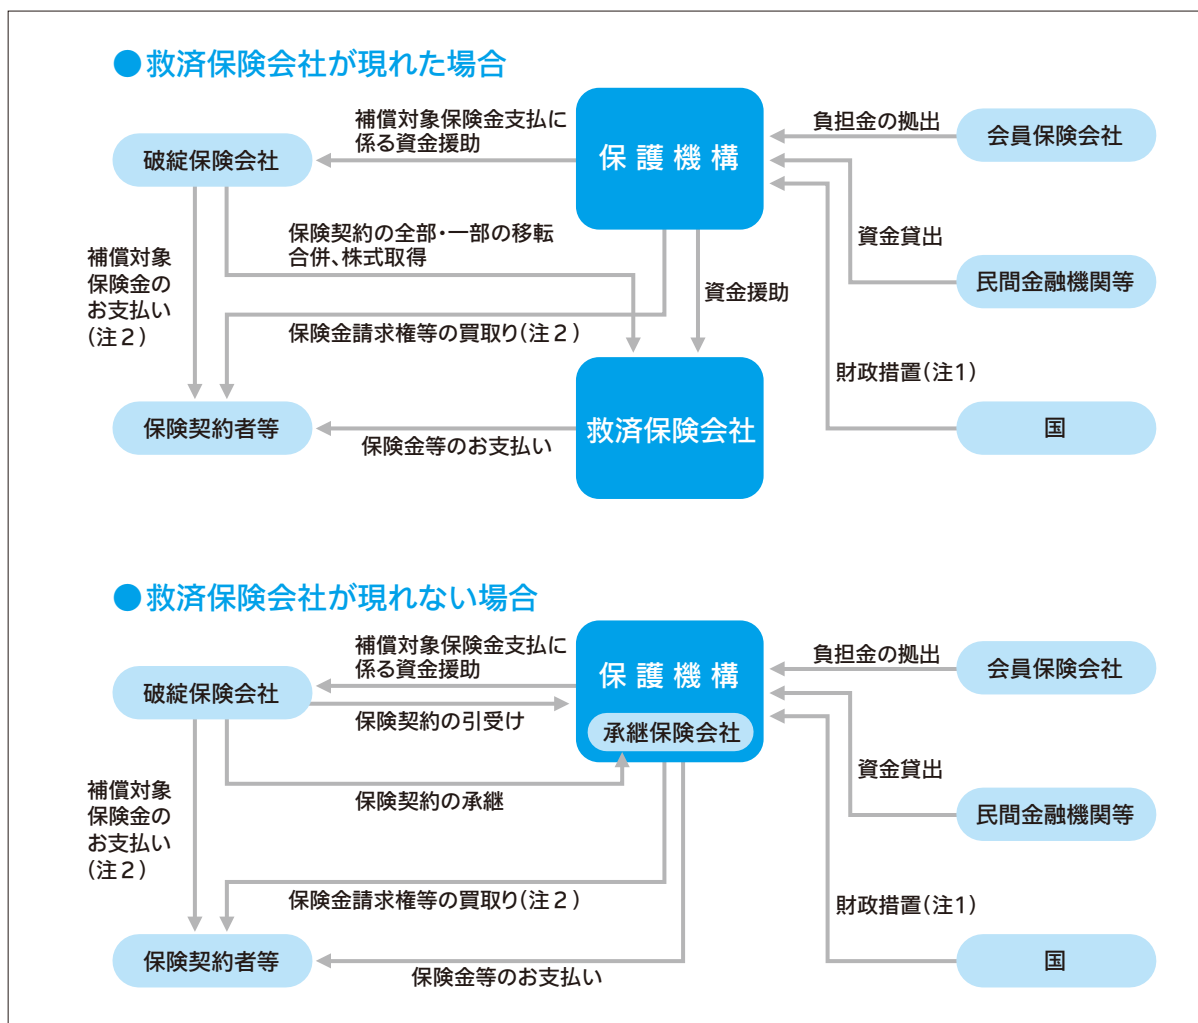 ●救済保険会社が現れた場合
補償対象保険金支払に
係る資金援助
破綻保険会社
保護機構
負担金の拠出
会員保険会社
保険契約の全部・一部の移転
合併、株式取得
補償対象
保険金の
お支払い
(注２)
資金援助
資金貸出
民間金融機関等
保険金請求権等の買取り(注２)
財政措置(注1)
保険契約者等
保険金等のお支払い
救済保険会社
国
●救済保険会社が現れない場合
補償対象保険金支払に
係る資金援助
破綻保険会社
保険契約の引受け
保護機構
承継保険会社
負担金の拠出
会員保険会社
補償対象
保険金の
お支払い
(注２)
保険契約の承継
資金貸出
民間金融機関等
保険金請求権等の買取り(注２)
財政措置(注1)
保険契約者等
保険金等のお支払い
国